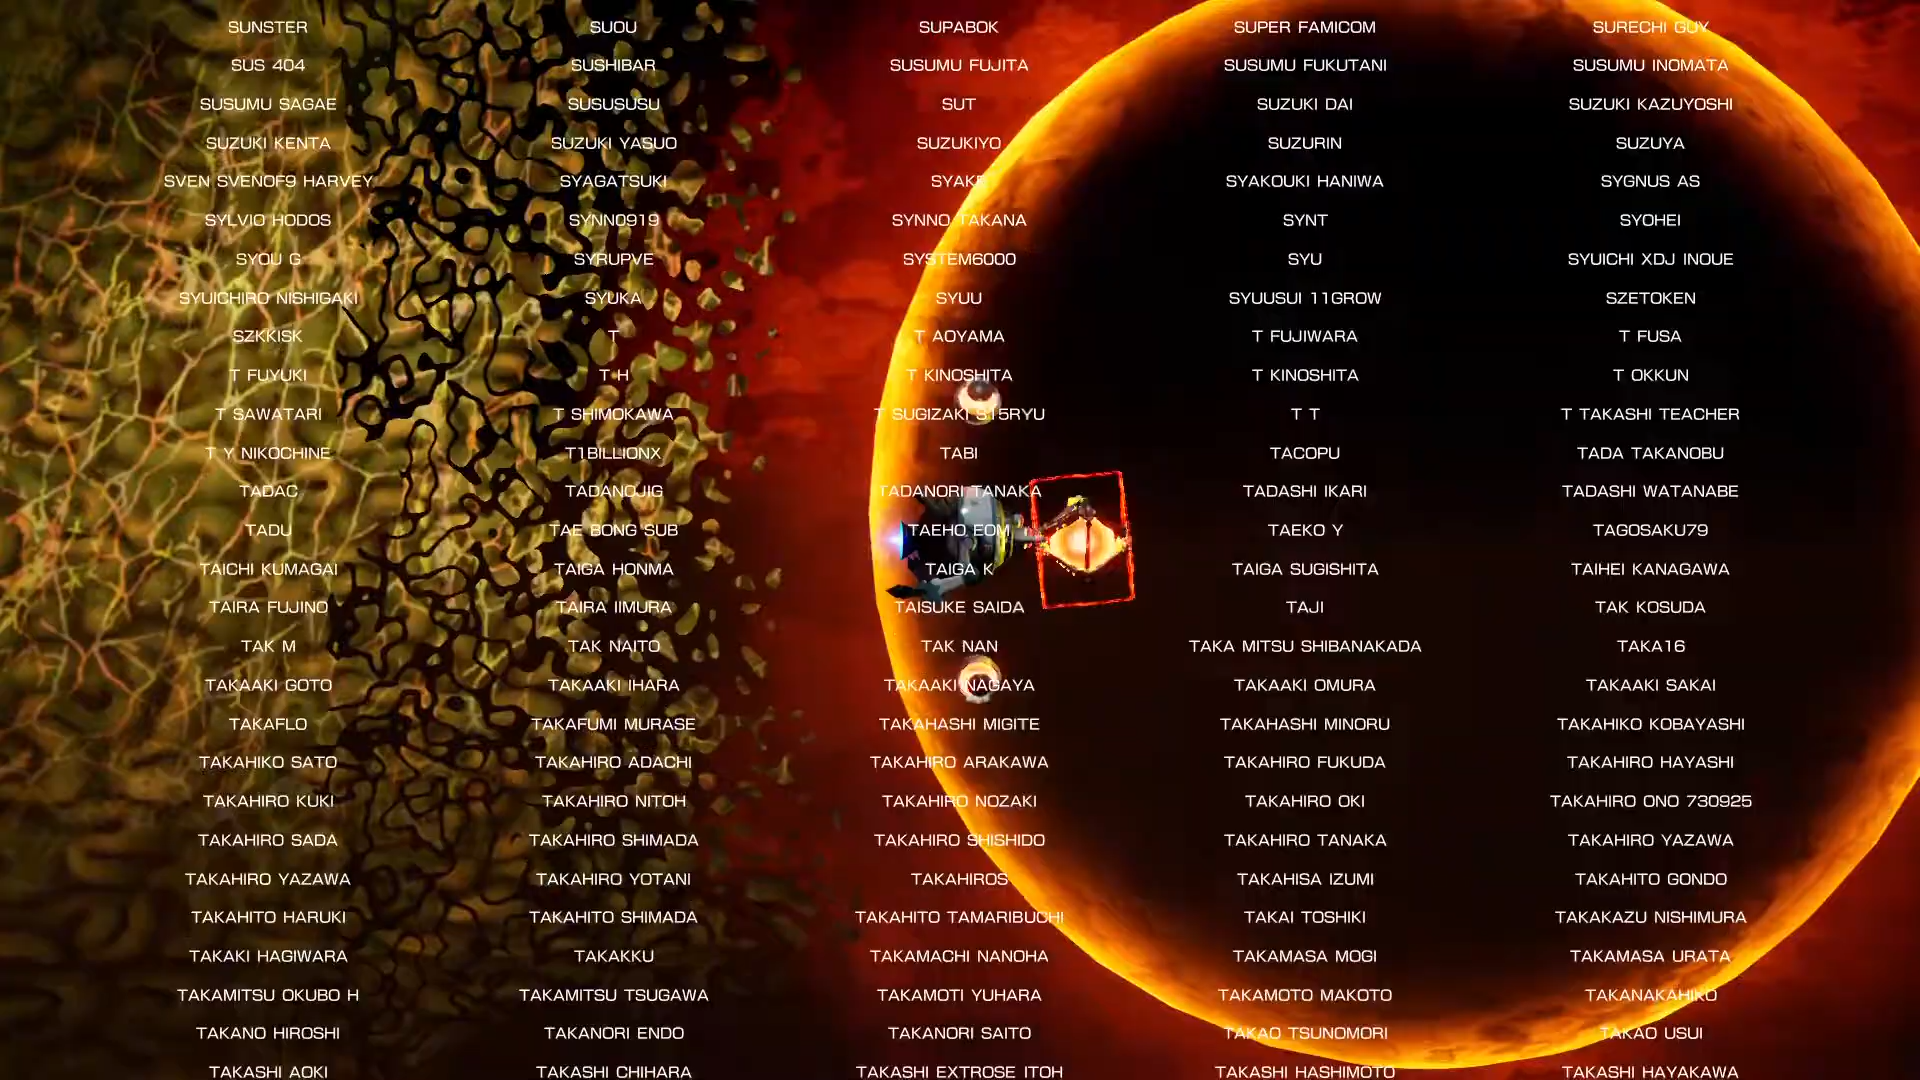 SUNSTER SUOU SUPABOK SUPER FAMICOM SURECHI GUY
SUS 404 SUSHIBAR SUSUMU FUJITA SUSUMU FUKUTANI SUSUMU INOMATA
SUSUMU SAGAE SUSUSUSU SUT SUZUKI DAI SUZUKI KAZUYOSHI
SUZUKI KENTA SUZUKI YASUO SUZUKIYO SUZURIN SUZUYA
SVEN SVENOF9 HARVEY SYAGATSUKI SYAKE SYAKOUKI HANIWA SYGNUS AS
SYLVIO HODOS SYNN0919 SYNNO TAKANA SYNT SYOHEI
SYOU G SYRUPVE SYSTEM6000 SYU SYUICHI XDJ INOUE
SYUICHIRO NISHIGAKI SYUKA SYUU SYUUSUI 11GROW SZETOKEN
SZKKISK T T AOYAMA T FUJIWARA T FUSA
T FUYUKI T H T KINOSHITA T KINOSHITA T OKKUN
T SAWATARI T SHIMOKAWA T SUGIZAKI S15RYU T T T TAKASHI TEACHER
T Y NIKOCHINE T1BILLIONX TABI TACOPU TADA TAKANOBU
TADAC TADANOJIG TADANORI TANAKA TADASHI IKARI TADASHI WATANABE
TADU TAE BONG SUB TAEHO EOM TAEKO Y TAGOSAKU79
TAICHI KUMAGAI TAIGA HONMA TAIGA K TAIGA SUGISHITA TAIHEI KANAGAWA
TAIRA FUJINO TAIRA IIMURA TAISUKE SAIDA TAJI TAK KOSUDA
TAK M TAK NAITO TAK NAN TAKA MITSU SHIBANAKADA TAKA16
TAKAAKI GOTO TAKAAKI IHARA TAKAAKI NAGAYA TAKAAKI OMURA TAKAAKI SAKAI
TAKAFLO TAKAFUMI MURASE TAKAHASHI MIGITE TAKAHASHI MINORU TAKAHIKO KOBAYASHI
TAKAHIKO SATO TAKAHIRO ADACHI TAKAHIRO ARAKAWA TAKAHIRO FUKUDA TAKAHIRO HAYASHI
TAKAHIRO KUKI TAKAHIRO NITOH TAKAHIRO NOZAKI TAKAHIRO OKI TAKAHIRO ONO 730925
TAKAHIRO SADA TAKAHIRO SHIMADA TAKAHIRO SHISHIDO TAKAHIRO TANAKA TAKAHIRO YAZAWA
TAKAHIRO YAZAWA TAKAHIRO YOTANI TAKAHIROS TAKAHISA IZUMI TAKAHITO GONDO
TAKAHITO HARUKI TAKAHITO SHIMADA TAKAHITO TAMARIBUCHI TAKAI TOSHIKI TAKAKAZU NISHIMURA
TAKAKI HAGIWARA TAKAKKU TAKAMACHI NANOHA TAKAMASA MOGI TAKAMASA URATA
TAKAMITSU OKUBO H TAKAMITSU TSUGAWA TAKAMOTI YUHARA TAKAMOTO MAKOTO TAKANAKAHIKO
TAKANO HIROSHI TAKANORI ENDO TAKANORI SAITO TAKAO TSUNOMORI TAKAO USUI
TAKASHI AOKI TAKASHI CHIHARA TAKASHI EXTROSE ITOH TAKASHI HASHIMOTO TAKASHI HAYAKAWA